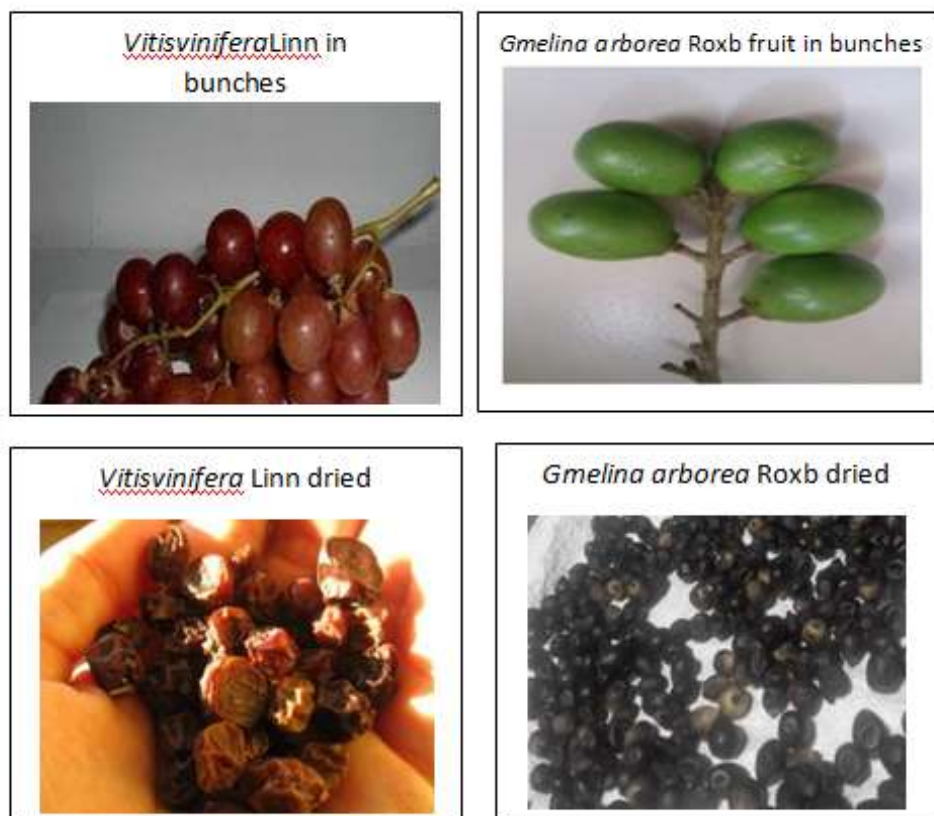 VitisviniferaLinn in
bunches
Gmelina arborea Roxb fruit in bunches
Vitisvinifera Linn dried
Gmelina arborea Roxb dried